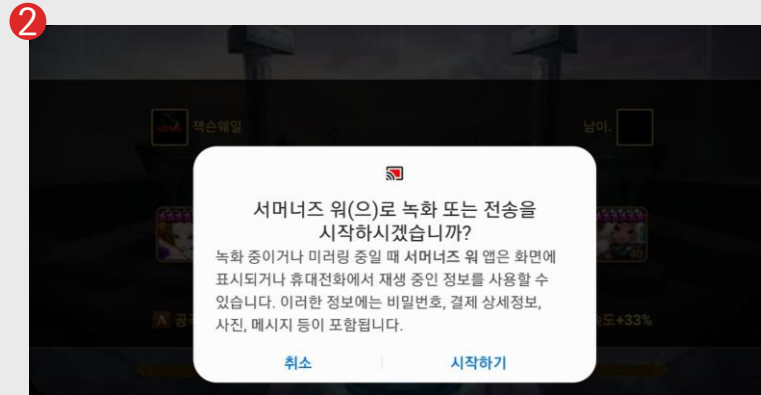 2
잭슨웨일
남이.
서머너즈 워(으)로 녹화 또는 전송을
시작하시겠습니까?
녹화 중이거나 미러링 중일 때 서머너즈 워 앱은 화면에
표시되거나 휴대전화에서 재생 중인 정보를 사용할 수
있습니다. 이러한 정보에는 비밀번호, 결제 상세정보,
사진, 메시지 등이 포함됩니다.
40
A 공
속도+33%
취소 시작하기